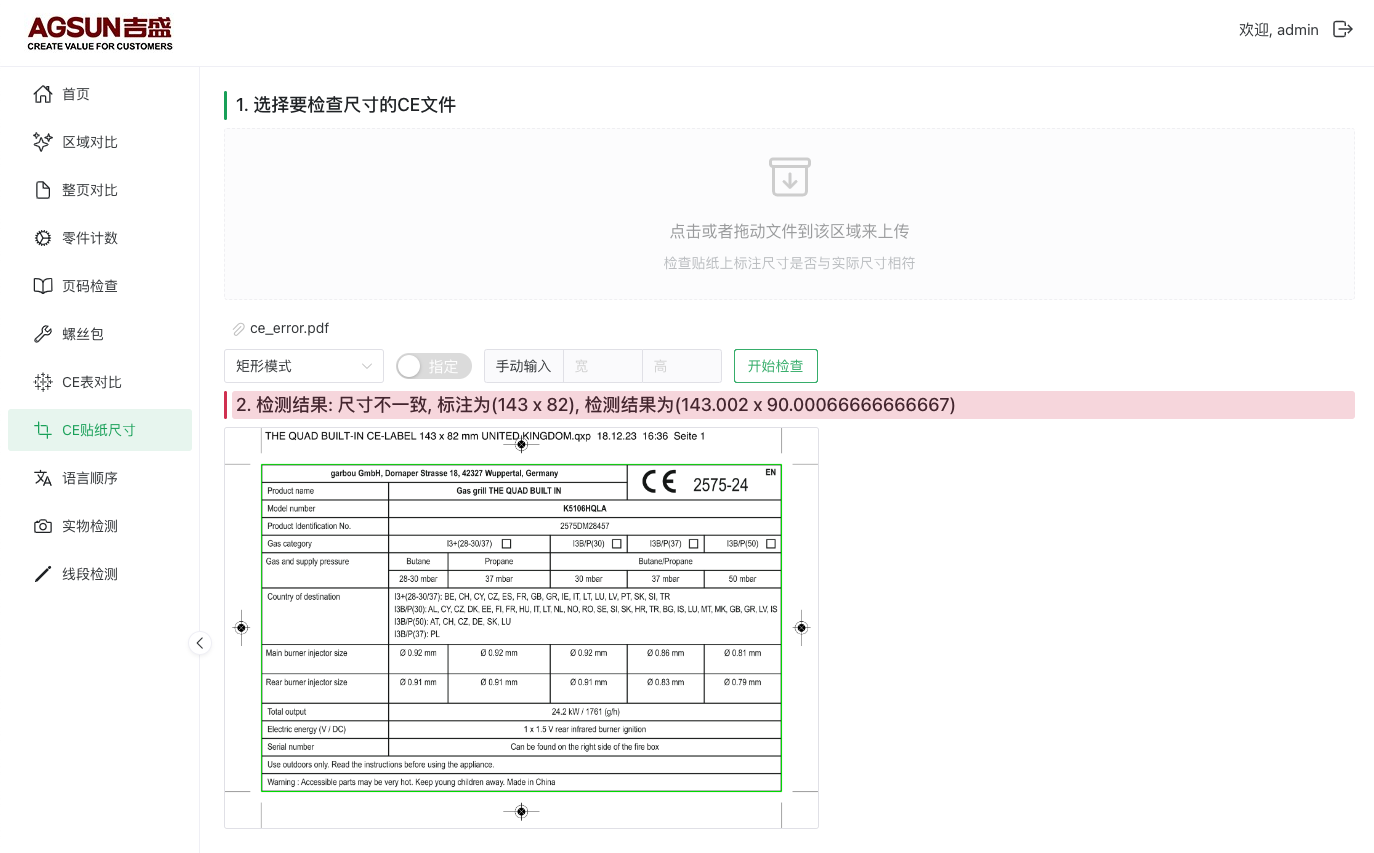 AGSUN吉盛
CREATE VALUE FOR CUSTOMERS
欢迎, admin
首页
区域对比
整页对比
零件计数
页码检查
螺丝包
CE表对比
CE贴纸尺寸
语言顺序
实物检测
线段检测
1. 选择要检查尺寸的CE文件
点击或者拖动文件到该区域来上传
检查贴纸上标注尺寸是否与实际尺寸相符
ce_error.pdf
矩形模式 指定 手动输入 宽 高 开始检查
2. 检测结果: 尺寸不一致, 标注为(143 x 82), 检测结果为(143.002 x 90.00066666666667)
THE QUAD BUILT-IN CE-LABEL 143 x 82 mm UNITED KINGDOM.qxp 18.12.23 16:36 Seite 1
garbou GmbH, Dornaper Strasse 18, 42327 Wuppertal, Germany
CE 2575-24
EN
Product name Gas grill THE QUAD BUILT IN
Model number K5106HQLA
Product Identification No. 2575DM28457
Gas category I3+(28-30/37) I3B/P(30) I3B/P(37) I3B/P(50)
Gas and supply pressure Butane Propane Butane/Propane
28-30 mbar 37 mbar 30 mbar 37 mbar 50 mbar
Country of destination I3+(28-30/37): BE, CH, CY, CZ, ES, FR, GB, GR, IE, IT, LT, LU, LV, PT, SK, SI, TR
I3B/P(30): AL, CY, CZ, DK, EE, FI, FR, HU, IT, LT, NL, NO, RO, SE, SI, SK, HR, TR, BG, IS, LU, MT, MK, GB, GR, LV, IS
I3B/P(50): AT, CH, CZ, DE, SK, LU
I3B/P(37): PL
Main burner injector size Ø 0.92 mm Ø 0.92 mm Ø 0.92 mm Ø 0.86 mm Ø 0.81 mm
Rear burner injector size Ø 0.91 mm Ø 0.91 mm Ø 0.91 mm Ø 0.83 mm Ø 0.79 mm
Total output 24.2 kW / 1761 (g/h)
Electric energy (V / DC) 1 x 1.5 V rear infrared burner ignition
Serial number Can be found on the right side of the fire box
Use outdoors only. Read the instructions before using the appliance.
Warning : Accessible parts may be very hot. Keep young children away. Made in China